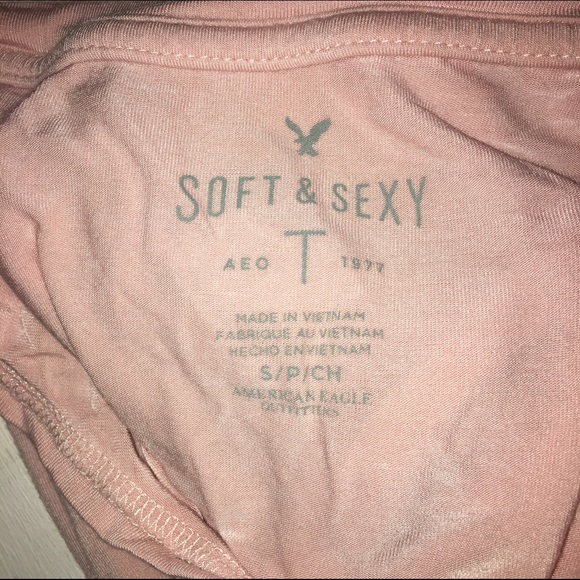 SOFT & SEXY
AEO T 1977
MADE IN VIETNAM
FABRIQUE AU VIETNAM
HECHO EN VIETNAM
S/P/CH
AMERICAN EAGLE
OUTFITTERS